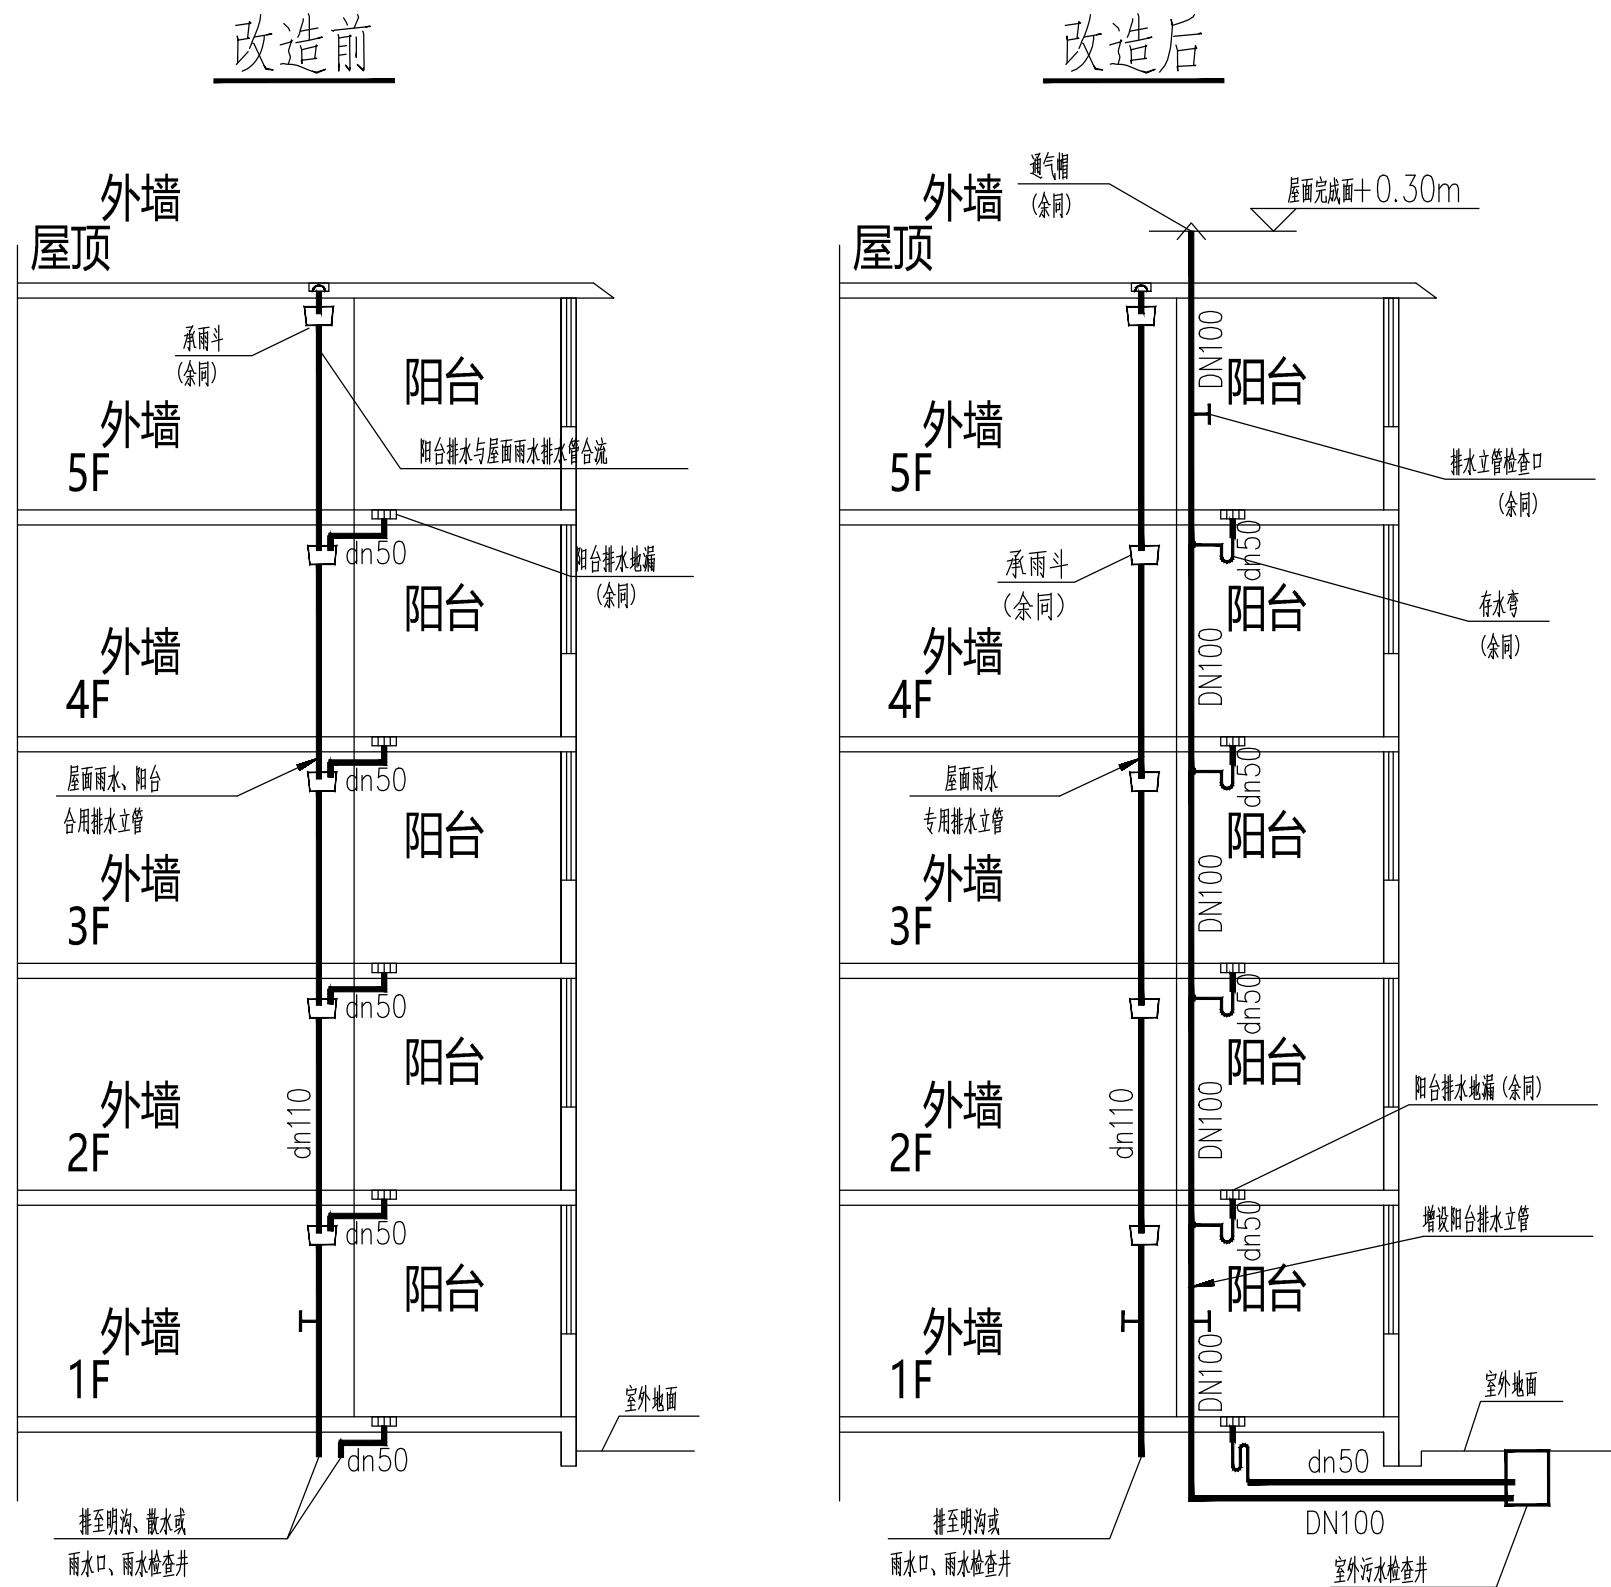 改造前
外墙
屋顶
承雨斗
(余同)
阳台
外墙
5F
阳台排水与屋面雨水排水管合流
dn50
阳台排水地漏
(余同)
阳台
外墙
4F
屋面雨水、阳台
合用排水立管
dn50
阳台
外墙
3F
dn50
阳台
外墙
2F
dn110
dn50
阳台
外墙
1F
室外地面
dn50
排至明沟、散水或
雨水口、雨水检查井
改造后
通气帽
(余同)
屋面完成面+0.30m
外墙
屋顶
DN100
阳台
外墙
5F
排水立管检查口
(余同)
dn50
承雨斗
(余同)
存水弯
(余同)
阳台
外墙
DN100
4F
屋面雨水
专用排水立管
dn50
阳台
外墙
DN100
3F
dn50
阳台
阳台排水地漏(余同)
外墙
dn110
DN100
2F
dn50
增设阳台排水立管
阳台
外墙
DN100
1F
室外地面
dn50
DN100
排至明沟或
雨水口、雨水检查井
室外污水检查井